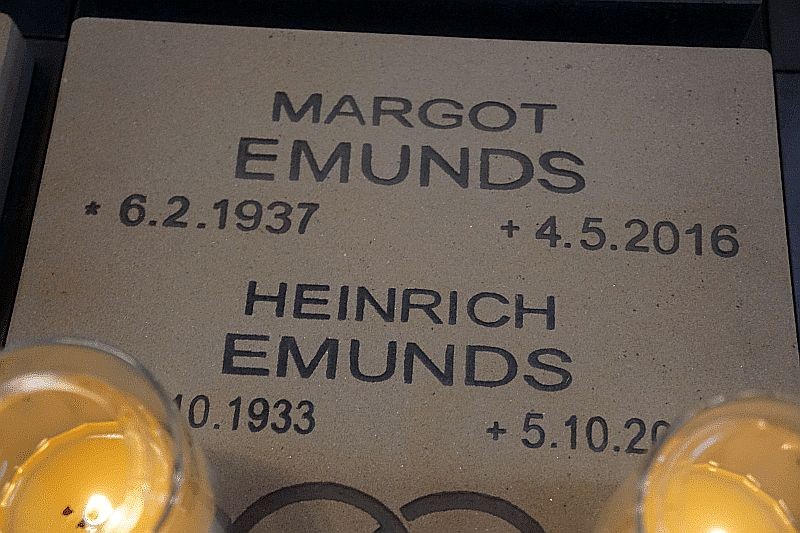 MARGOT
EMUNDS
* 6.2.1937 + 4.5.2016
HEINRICH
EMUNDS
10.1933 + 5.10.20